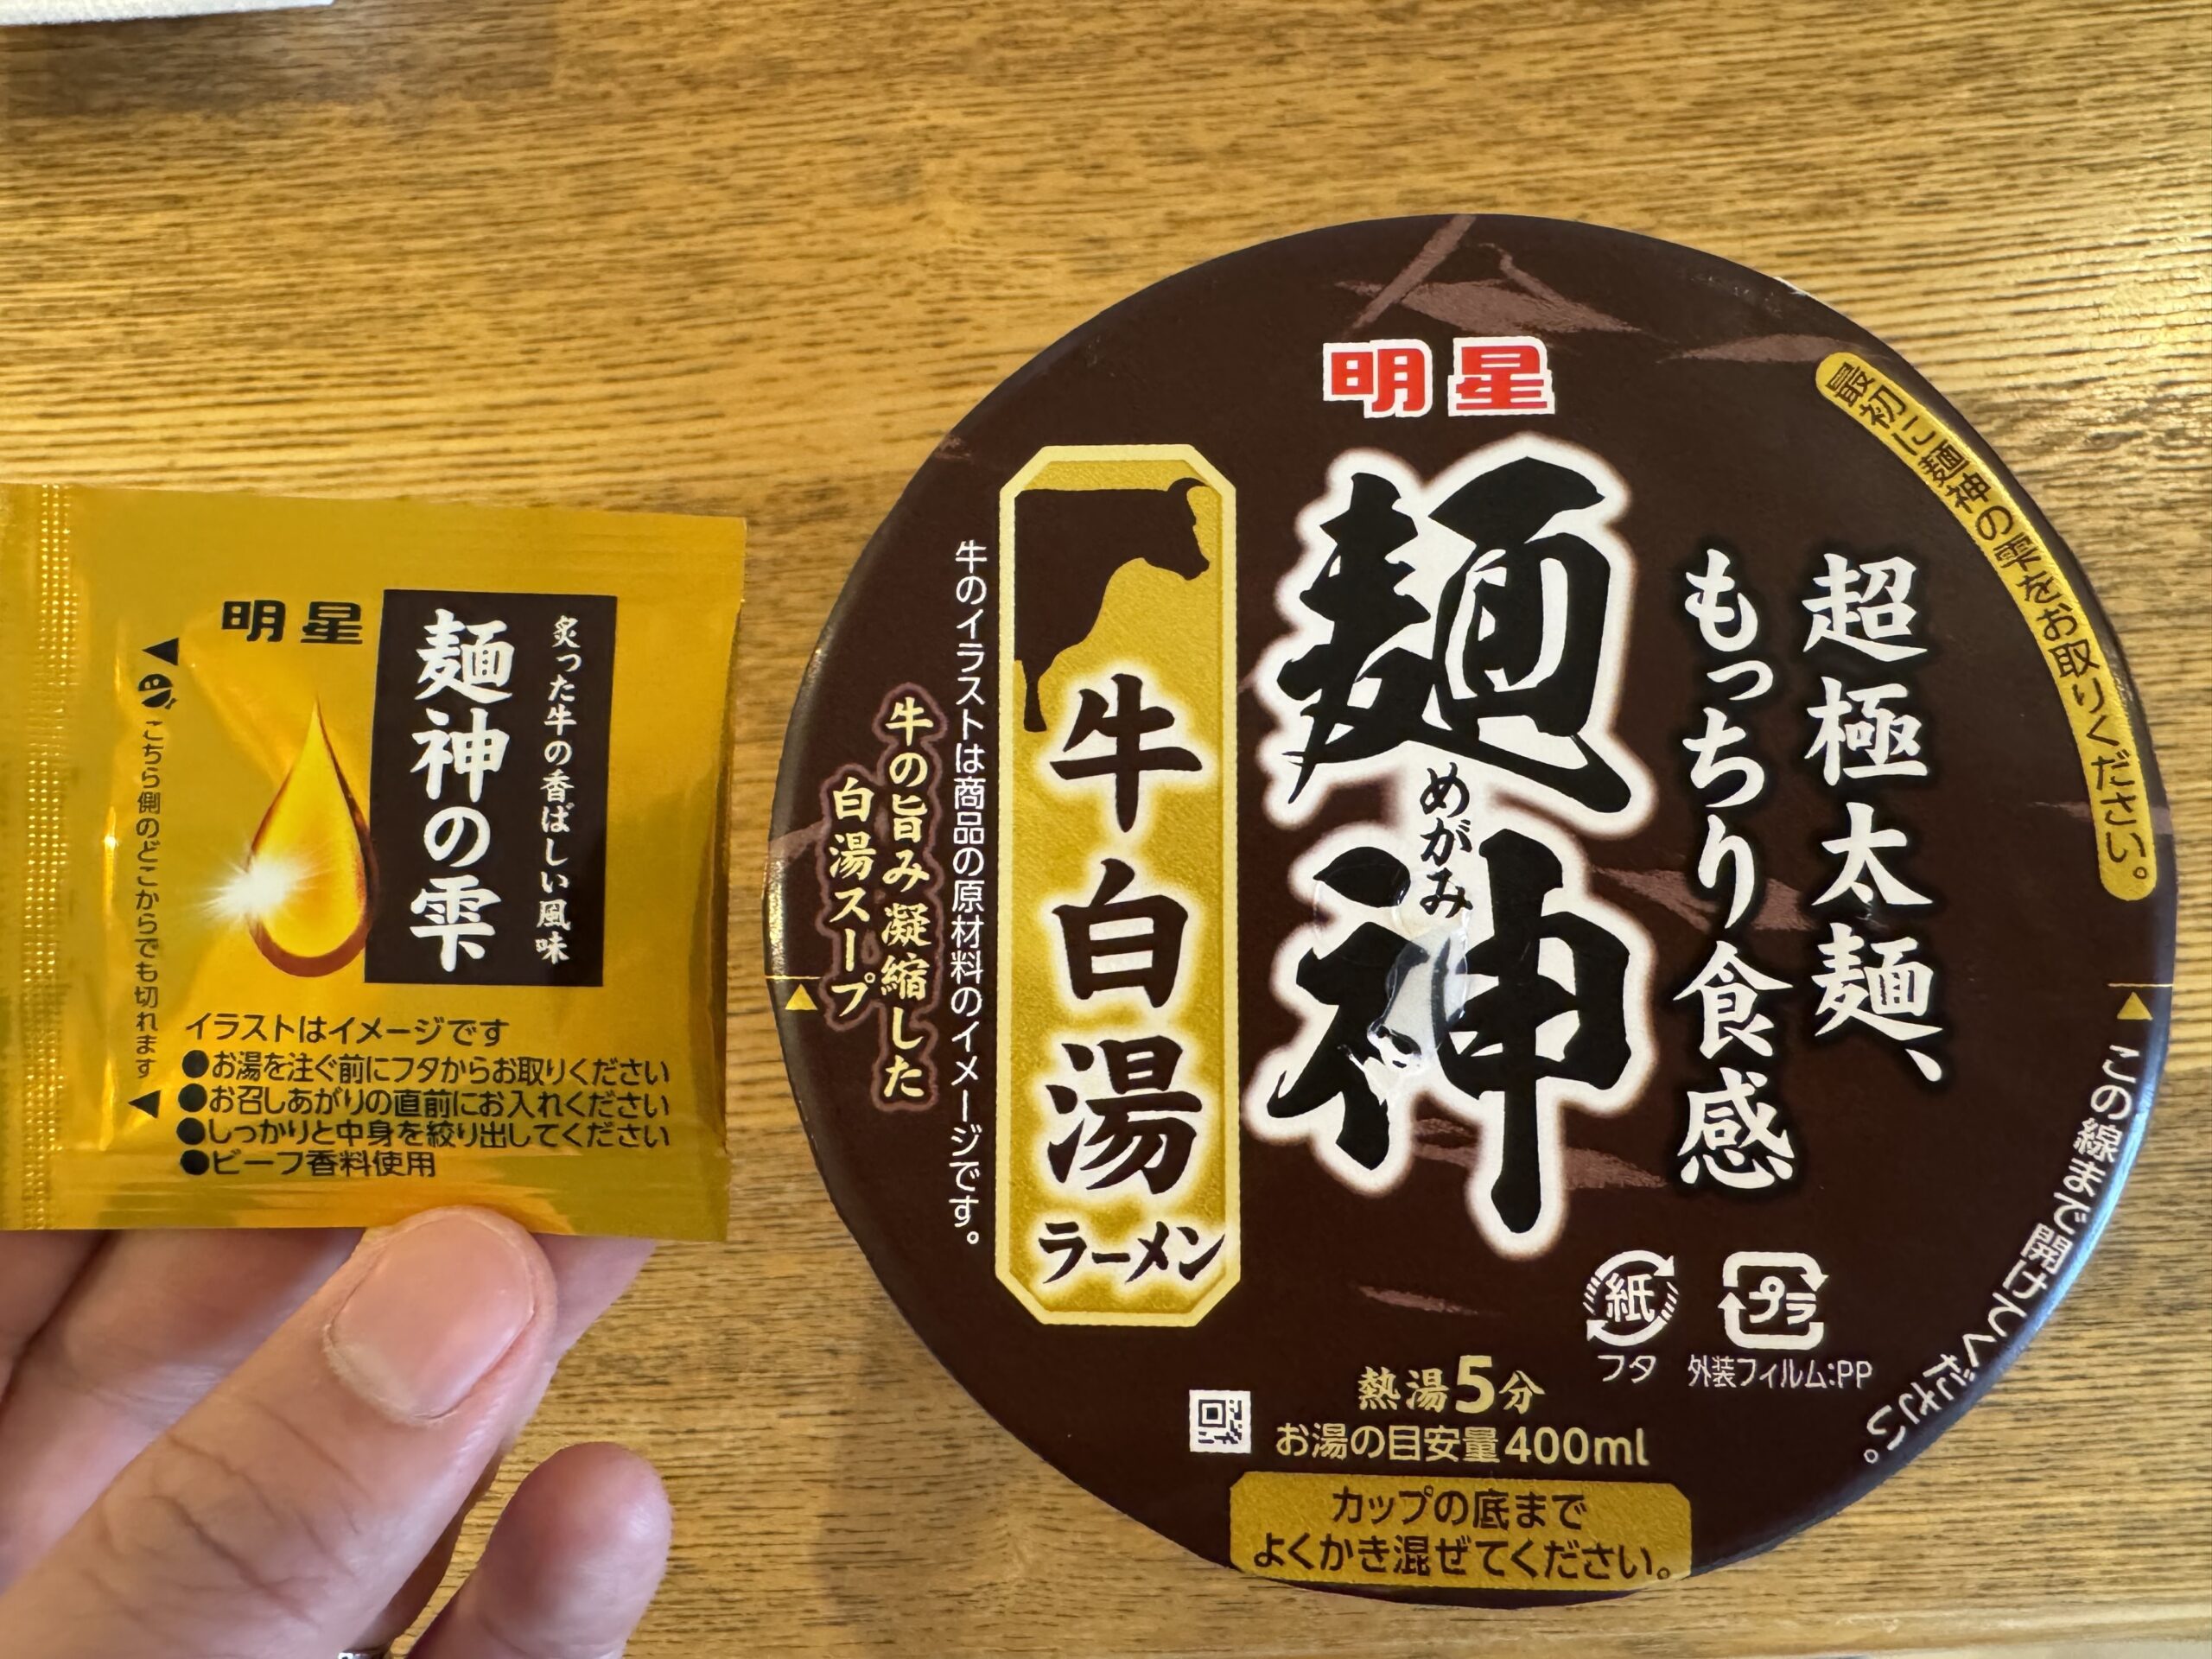 明星
炙った牛の香ばしい風味
麺神の雫
こちら側のどこからでも切れます
イラストはイメージです
●お湯を注ぐ前にフタからお取りください
●お召しあがりの直前にお入れください
●しっかりと中身を絞り出してください
●ビーフ香料使用
明星
最初に麺神の雫をお取りください。
超極太麺、
もっちり食感
麺神
めがみ
牛白湯
ラーメン
牛のイラストは商品の原材料のイメージです。
牛の旨み凝縮した
白湯スープ
この線まで開けてください。
紙
フタ
プラ
外装フィルム:PP
熱湯5分
お湯の目安量400ml
カップの底まで
よくかき混ぜてください。